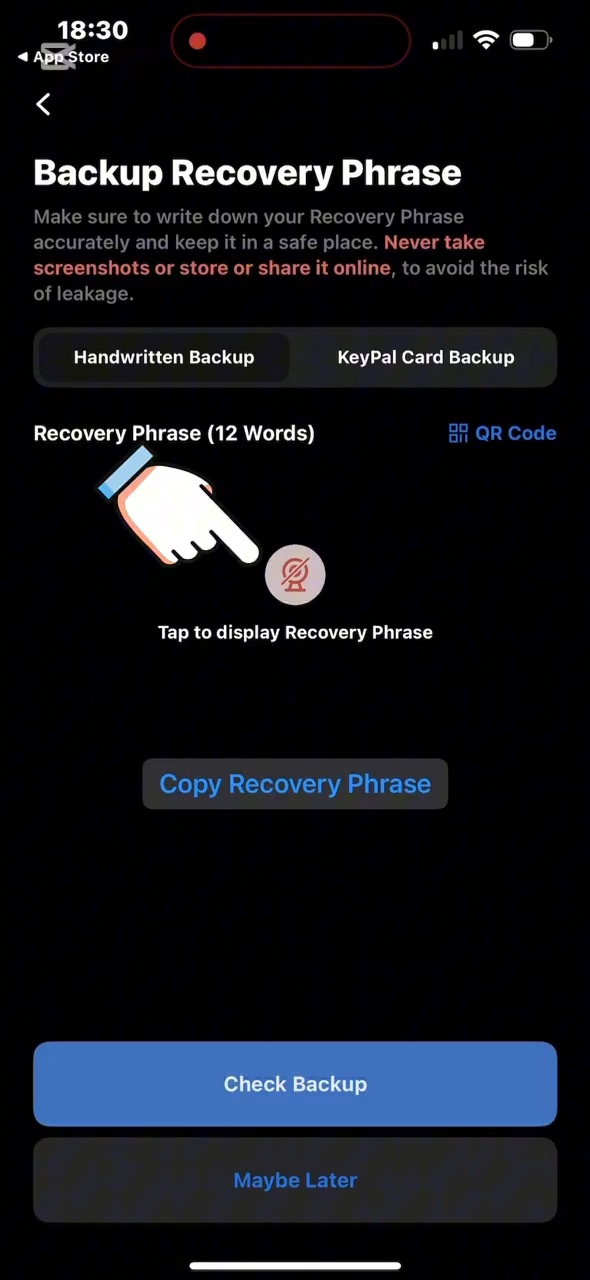 18:30
App Store
Backup Recovery Phrase
Make sure to write down your Recovery Phrase
accurately and keep it in a safe place. Never take
screenshots or store or share it online, to avoid the risk
of leakage.
Handwritten Backup
KeyPal Card Backup
Recovery Phrase (12 Words)
QR Code
Tap to display Recovery Phrase
Copy Recovery Phrase
Check Backup
Maybe Later